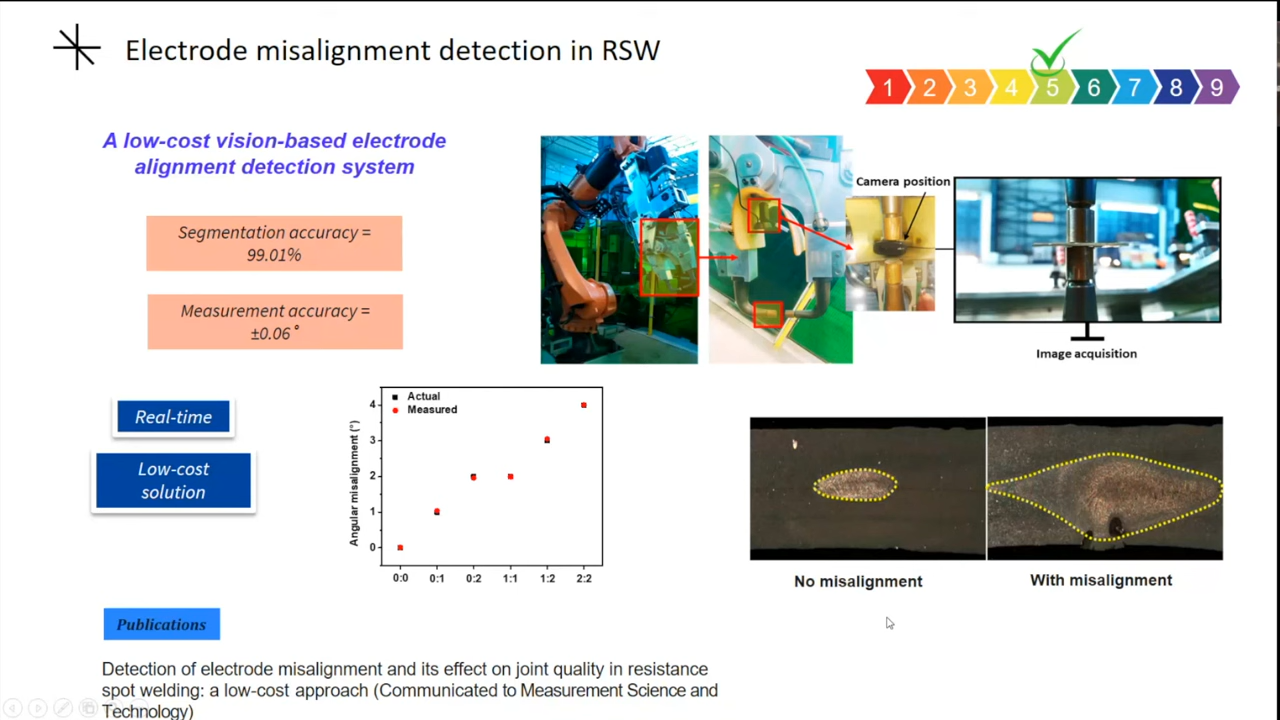 Electrode misalignment detection in RSW
1 2 3 4 5 6 7 8 9
A low-cost vision-based electrode
alignment detection system
Segmentation accuracy =
99.01%
Measurement accuracy =
±0.06°
Camera position
Image acquisition
Real-time
Low-cost
solution
Actual
Measured
Angular misalignment (°)
4
3
2
1
0
0:0 0:1 0:2 1:1 1:2 2:2
No misalignment
With misalignment
Publications
Detection of electrode misalignment and its effect on joint quality in resistance
spot welding: a low-cost approach (Communicated to Measurement Science and
Technology)